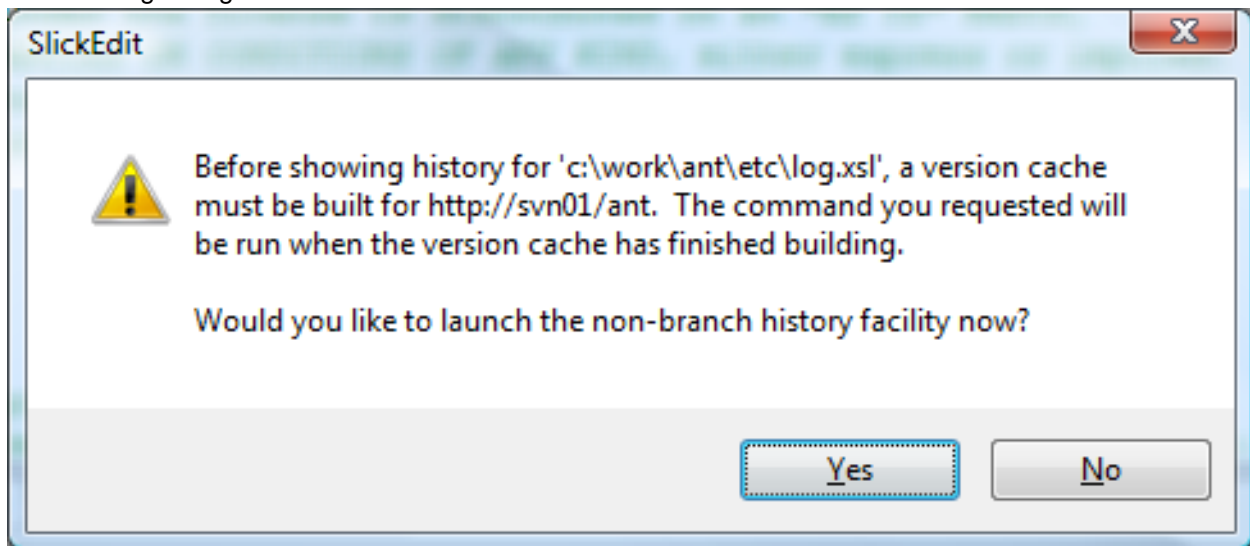 SlickEdit
Before showing history for 'c:\work\ant\etc\log.xsl', a version cache
must be built for http://svn01/ant.  The command you requested will
be run when the version cache has finished building.
Would you like to launch the non-branch history facility now?
Yes
No